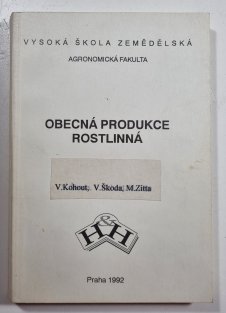 VYSOKÁ ŠKOLA ZEMĚDĚLSKÁ
AGRONOMICKÁ FAKULTA
OBECNÁ PRODUKCE
ROSTLINNÁ
V.Kohout, V.Škoda, M.Zitta
H&H
Praha 1992